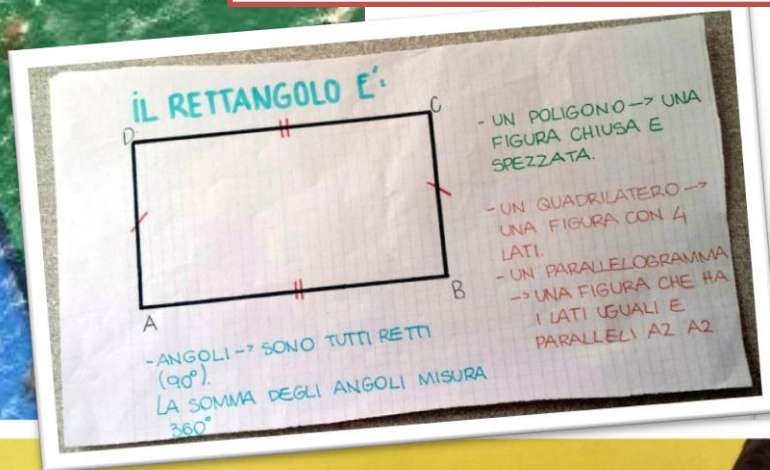 IL RETTANGOLO E':
D
C
A
B
- UN POLIGONO -> UNA
FIGURA CHIUSA E
SPEZZATA.
- UN QUADRILATERO ->
UNA FIGURA CON 4
LATI.
- UN PARALLELOGRAMMA
-> UNA FIGURA CHE HA
I LATI UGUALI E
PARALLELI A2 A2
- ANGOLI -> SONO TUTTI RETTI
(90°).
LA SOMMA DEGLI ANGOLI MISURA
360°